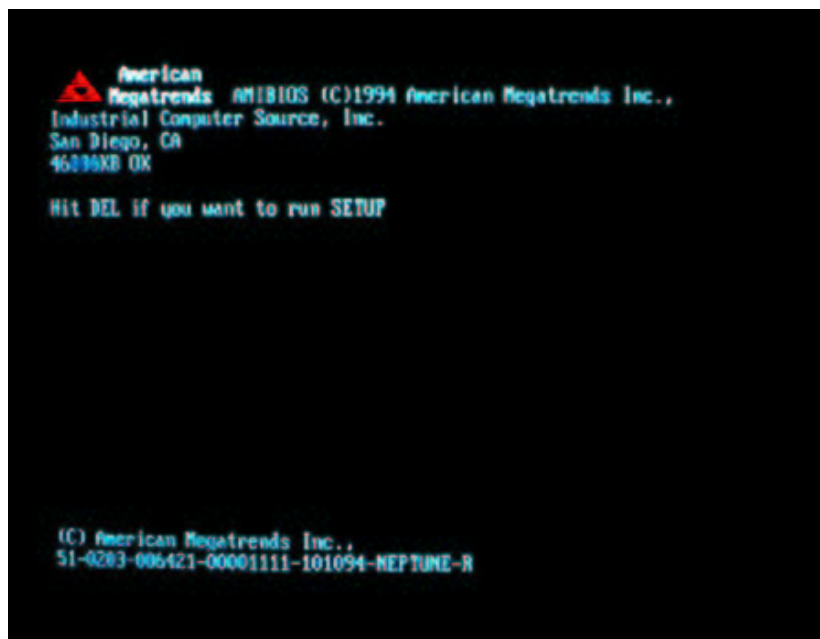 American
Megatrends AMIBIOS (C)1994 American Megatrends Inc.,
Industrial Computer Source, Inc.
San Diego, CA
OK
Hit DEL if you want to run SETUP
(C) American Megatrends Inc.,
51-0203-006421-00001111-101094-NEPTUNE-R